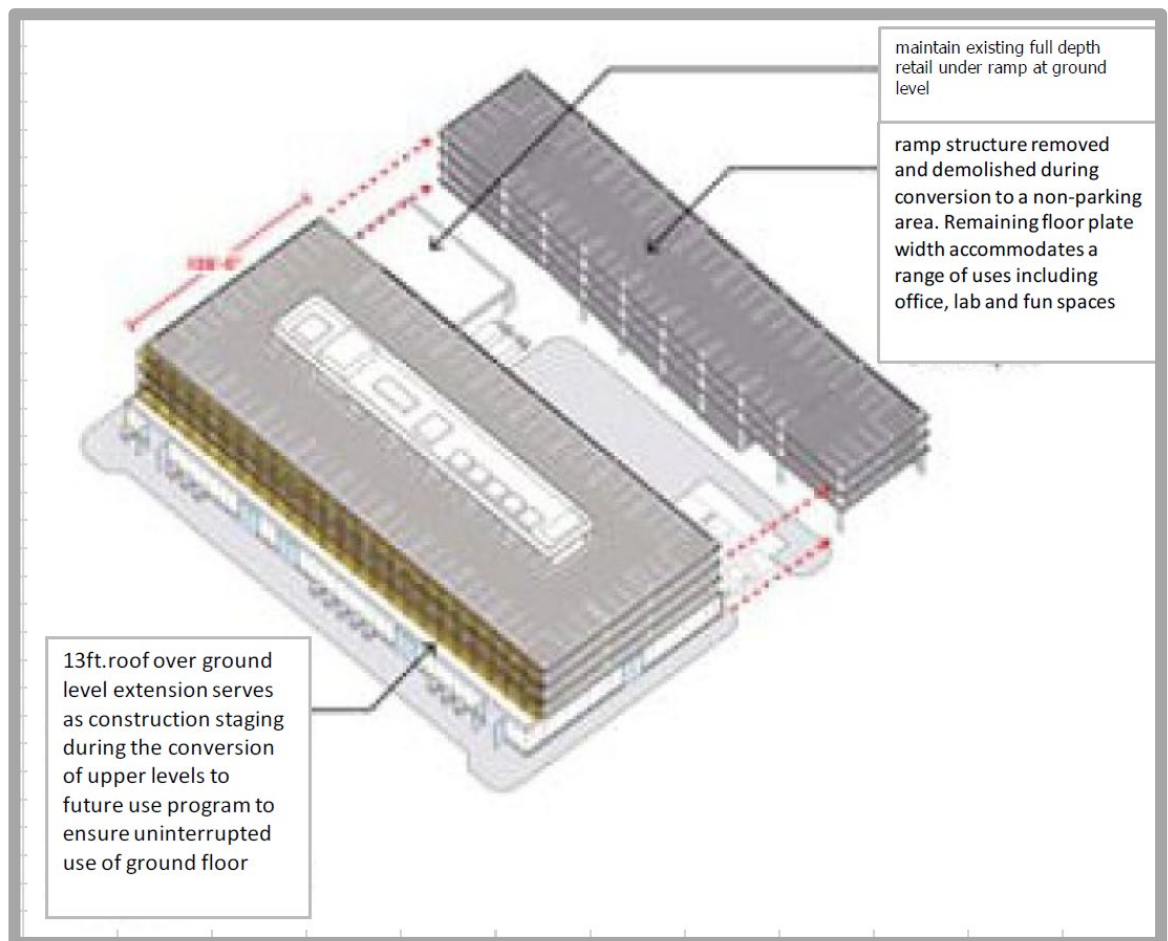 maintain existing full depth
retail under ramp at ground
level
ramp structure removed
and demolished during
conversion to a non-parking
area. Remaining floor plate
width accommodates a
range of uses including
office, lab and fun spaces
13ft.roof over ground
level extension serves
as construction staging
during the conversion
of upper levels to
future use program to
ensure uninterrupted
use of ground floor